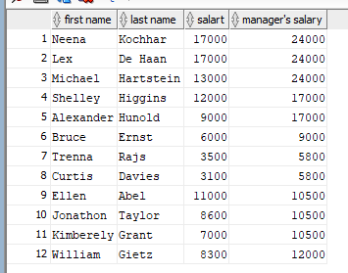 first name last name salart manager's salary
1 Neena Kochhar 17000 24000
2 Lex De Haan 17000 24000
3 Michael Hartstein 13000 24000
4 Shelley Higgins 12000 17000
5 Alexander Hunold 9000 17000
6 Bruce Ernst 6000 9000
7 Trenna Rajs 3500 5800
8 Curtis Davies 3100 5800
9 Ellen Abel 11000 10500
10 Jonathon Taylor 8600 10500
11 Kimberely Grant 7000 10500
12 William Gietz 8300 12000